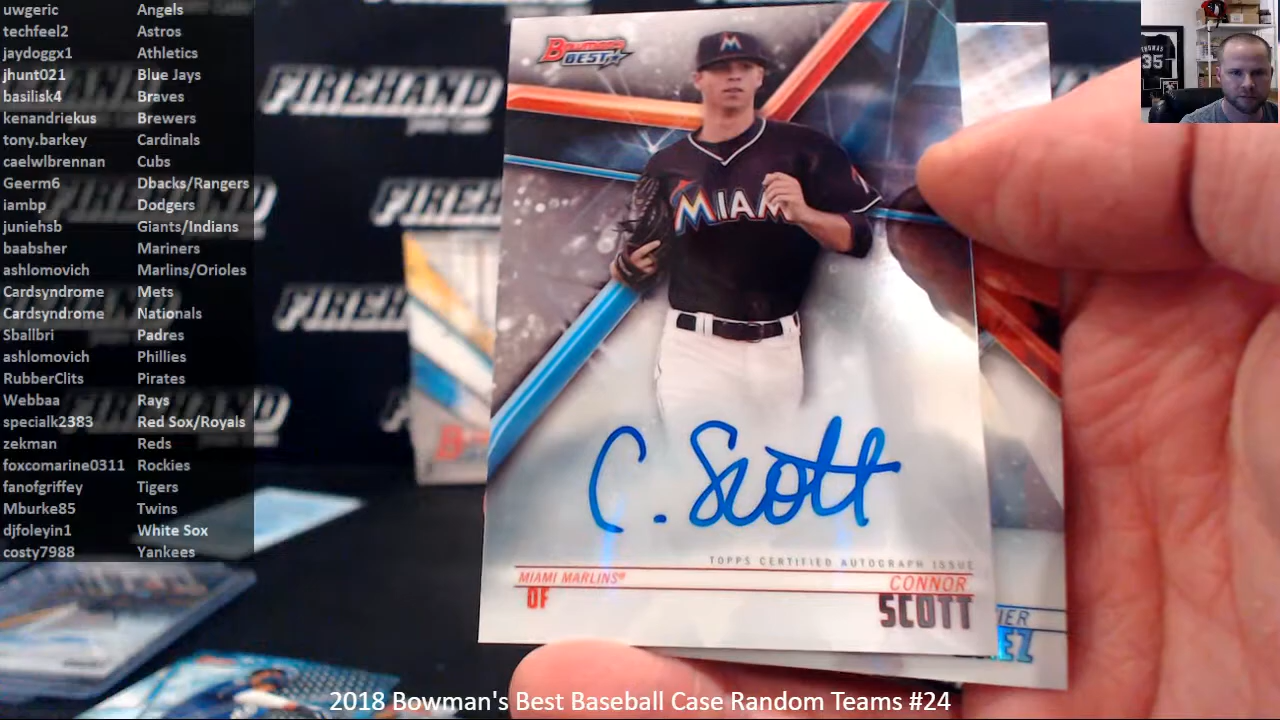 uwgeric Angels
techfeel2 Astros
jaydoggx1 Athletics
jhunt021 Blue Jays
basilisk4 Braves
kenandriekus Brewers
tony.barkey Cardinals
caelwlbrennan Cubs
Geerm6 Dbacks/Rangers
iambp Dodgers
juniehsb Giants/Indians
baabsher Mariners
ashlomovich Marlins/Orioles
Cardsyndrome Mets
Cardsyndrome Nationals
Sballbri Padres
ashlomovich Phillies
RubberClits Pirates
Webbaa Rays
specialk2383 Red Sox/Royals
zekman Reds
foxcomarine0311 Rockies
fanofgriffey Tigers
Mburke85 Twins
djfoleyin1 White Sox
costy7988 Yankees
FIREHAND
FIREHAND
BOWMAN'S
BEST
MIAMI
C. Scott
TOPPS CERTIFIED AUTOGRAPH ISSUE
MIAMI MARLINS®
OF
CONNOR
SCOTT
THOMAS
35
2018 Bowman's Best Baseball Case Random Teams #24